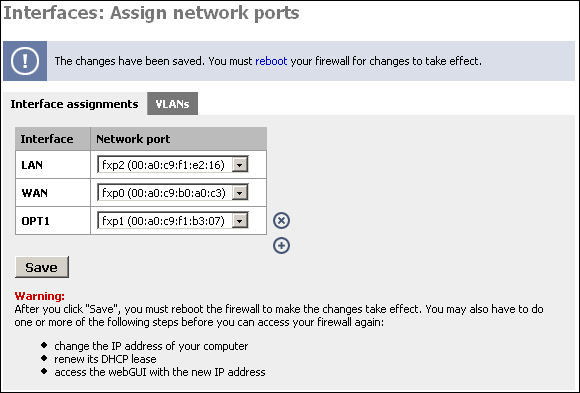 Interfaces: Assign network ports
The changes have been saved. You must reboot your firewall for changes to take effect.
Interface assignments VLANs
Interface Network port
LAN fxp2 (00:a0:c9:f1:e2:16)
WAN fxp0 (00:a0:c9:b0:a0:c3)
OPT1 fxp1 (00:a0:c9:f1:b3:07)
Save
Warning:
After you click "Save", you must reboot the firewall to make the changes take effect. You may also have to do
one or more of the following steps before you can access your firewall again:
change the IP address of your computer
renew its DHCP lease
access the webGUI with the new IP address